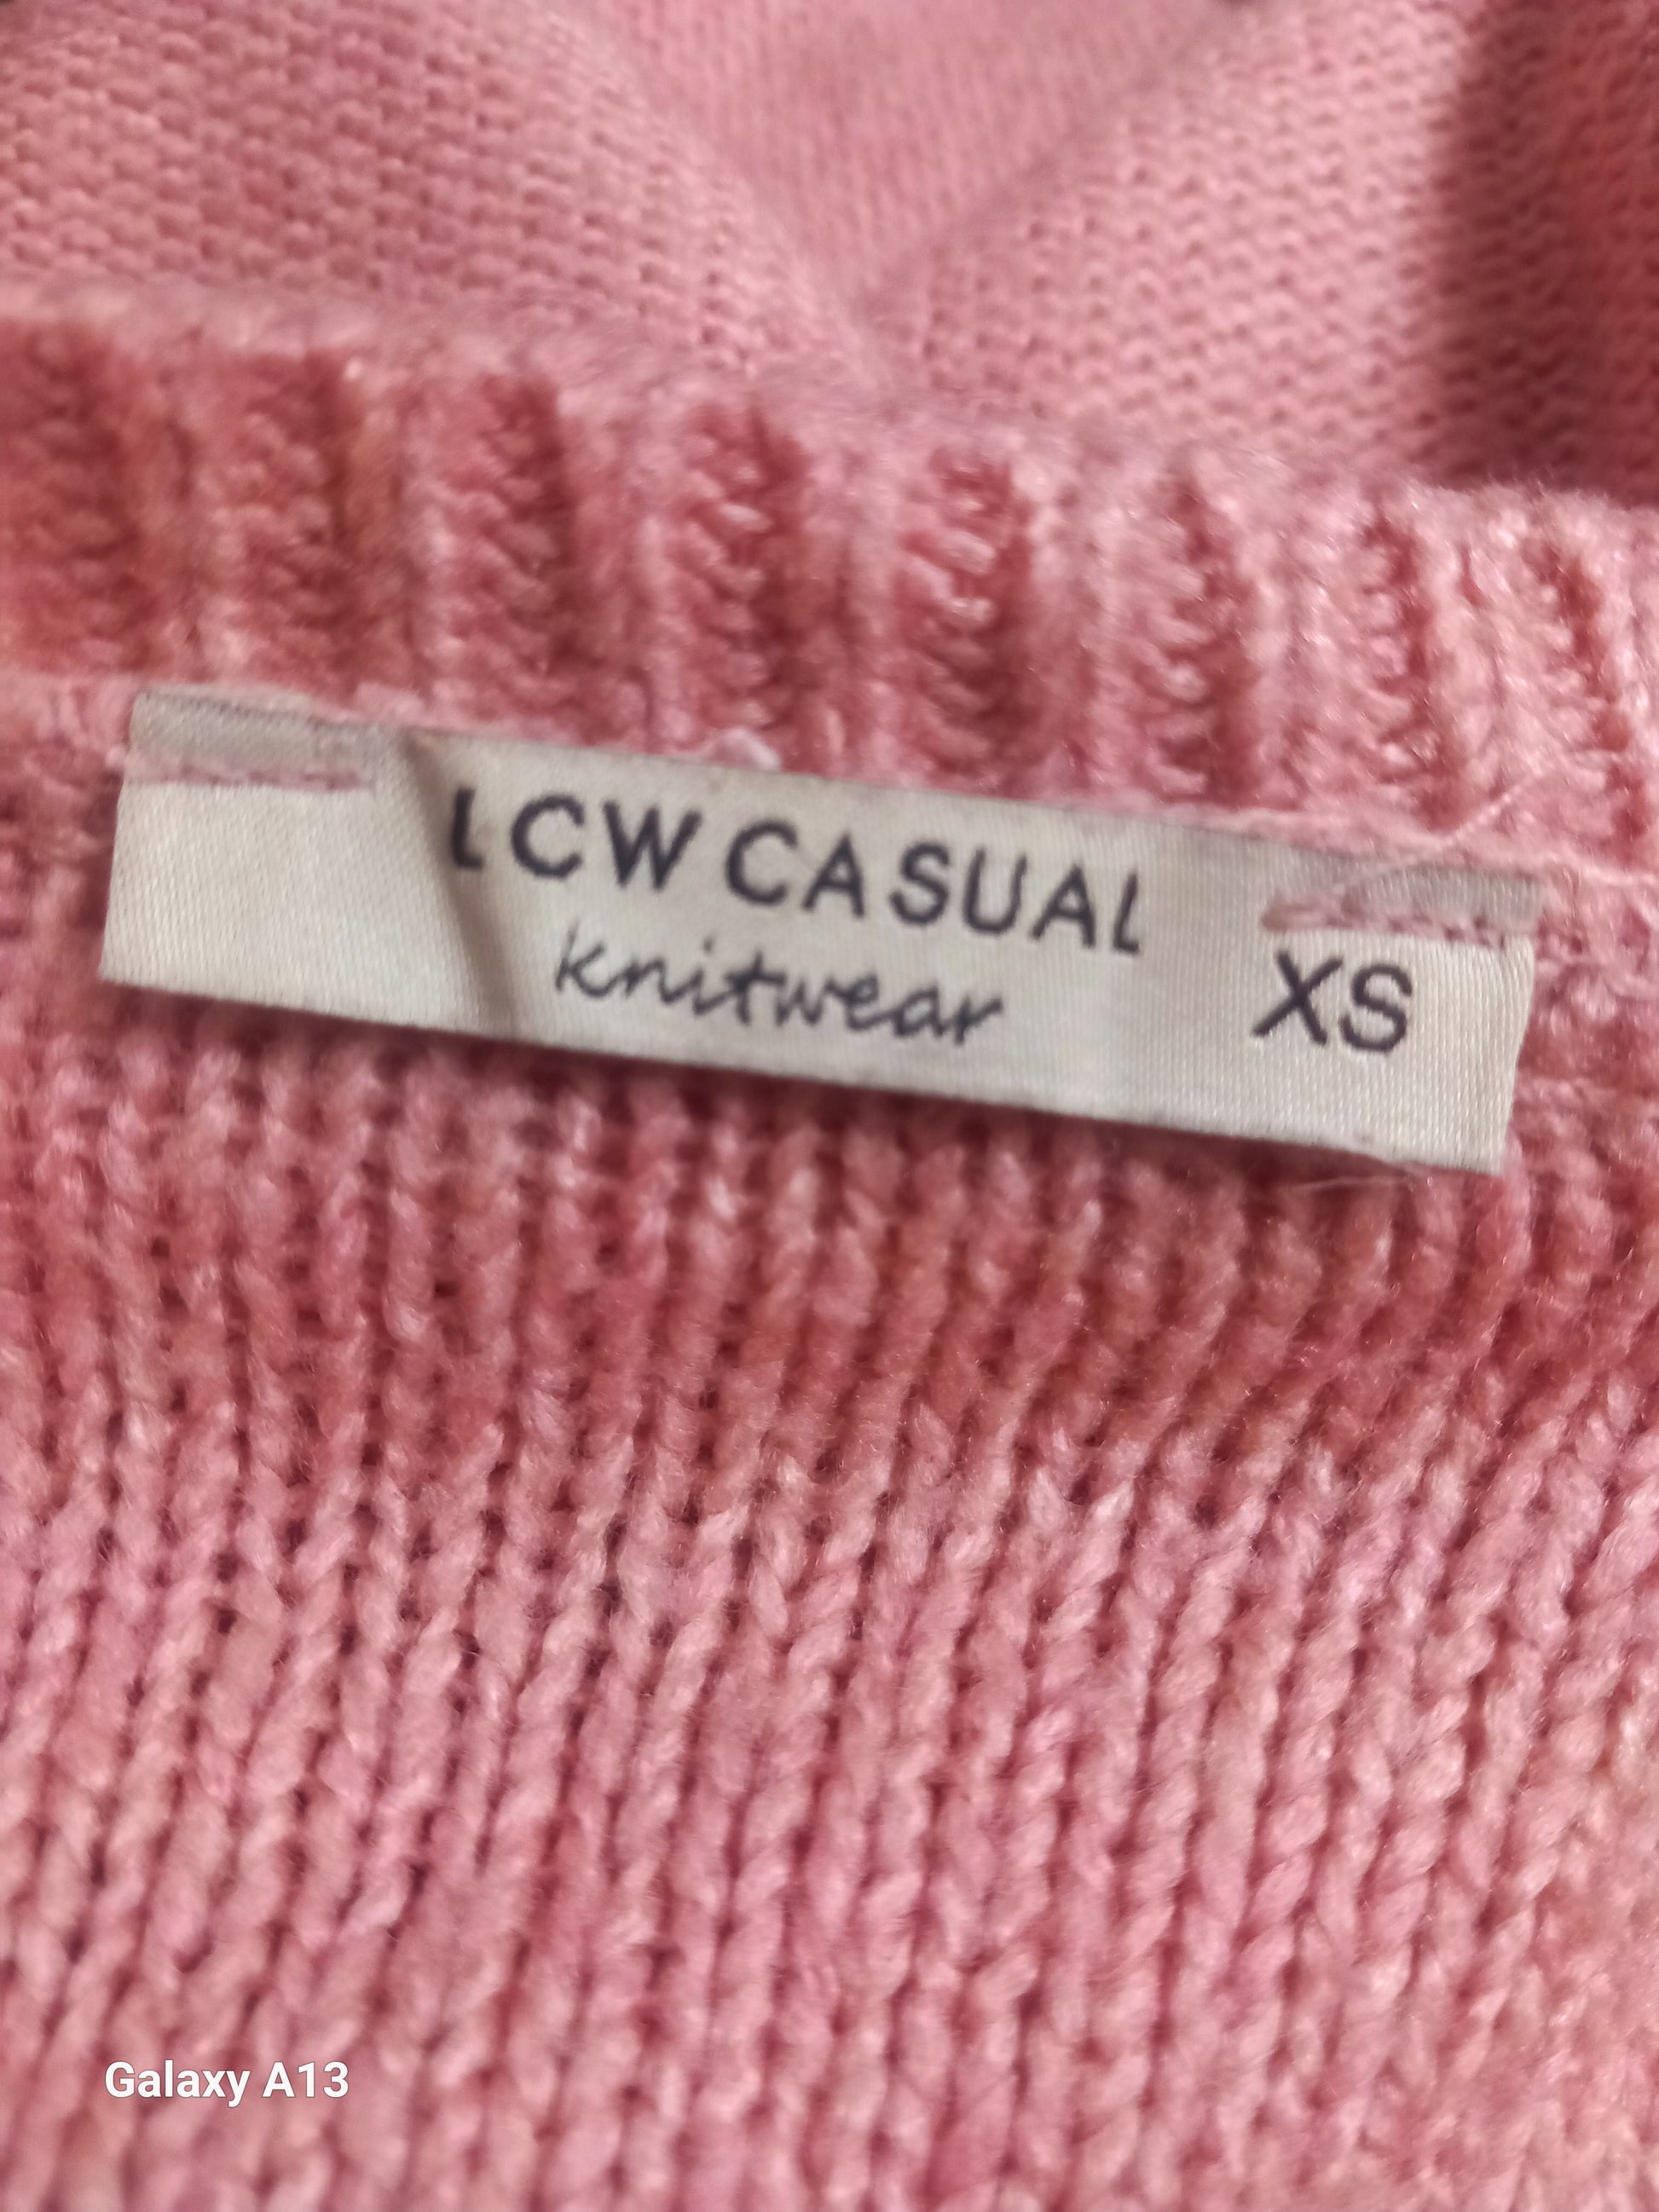 LCW CASUAL
knitwear
XS
Galaxy A13